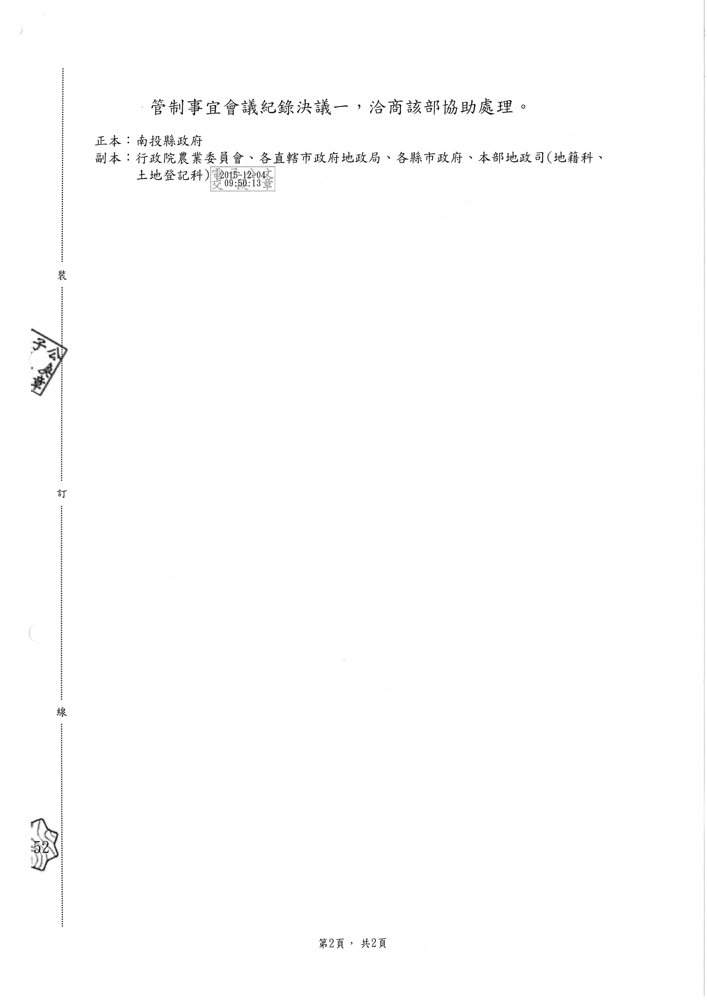 管制事宜會議紀錄決議一，洽商該部協助處理。
正本：南投縣政府
副本：行政院農業委員會、各直轄市政府地政局、各縣市政府、本部地政司(地籍科、
土地登記科)
電子公文
2015-12-04
交換章
09:50:13
裝
子公
訂
線
52
第2頁， 共2頁